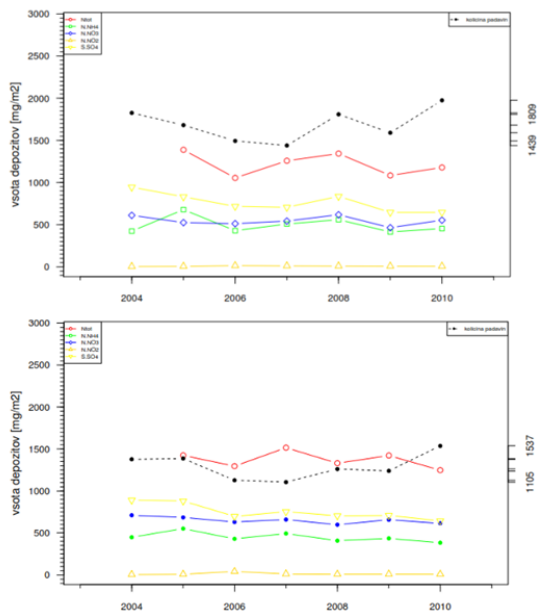 3000
2500
2000
1500
1000
500
0
vsota depozitov [mg/m2]
Ntot
N.NH4
N.NO3
N.NO2
S.SO4
kolicina padavin
1809
1439
2004
2006
2008
2010
3000
2500
2000
1500
1000
500
0
vsota depozitov [mg/m2]
Ntot
N.NH4
N.NO3
N.NO2
S.SO4
kolicina padavin
1537
1105
2004
2006
2008
2010